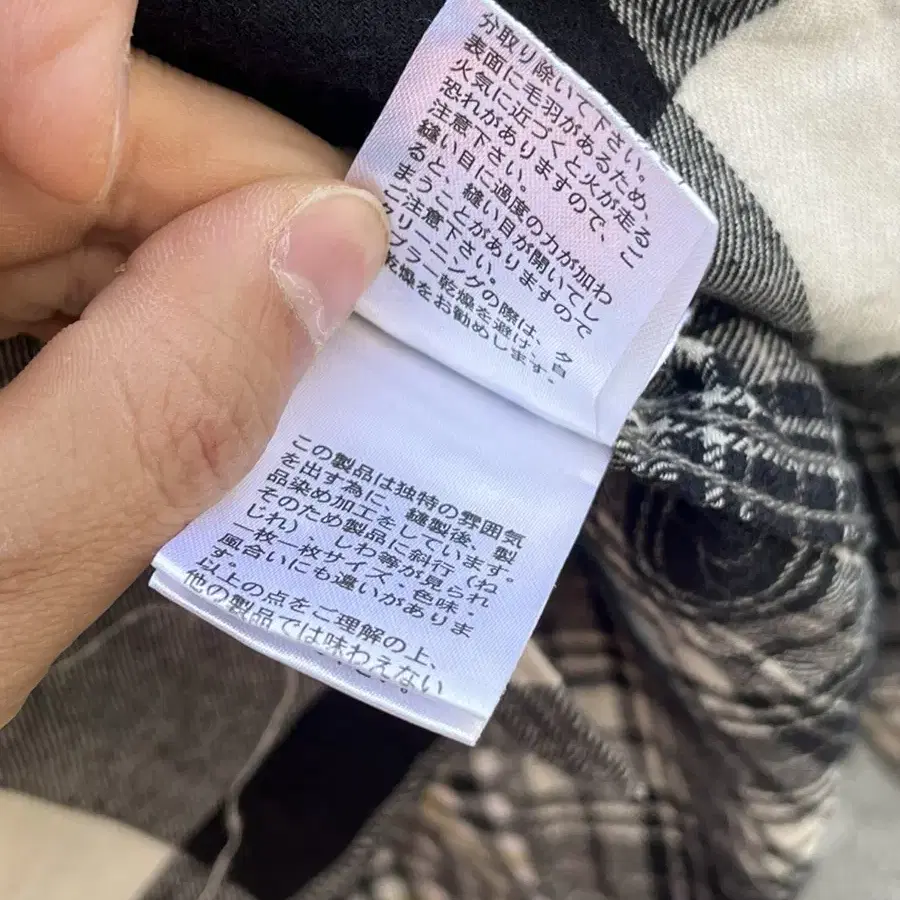 分取り除いて下さい。
表面に毛羽があるため、
火気に近づくと火が走るこ
恐れがありますので、
注意下さい。
縫い目に過度の力が加わ
ると、縫い目が開いてし
まうことがありますので
ご注意下さい。
クリーニングの際は、タ
ブラー乾燥を避け、自
乾燥をお勧めします。
この製品は独特の雰囲気
を出す為に、縫製後、製
品染め加工をしています。
そのため製品に斜行（ね
じれ）、しわ等が見られ
一枚一枚サイズ・色味・
風合いにも違いがありま
す。
以上の点をご理解の上、
他の製品では味わえない